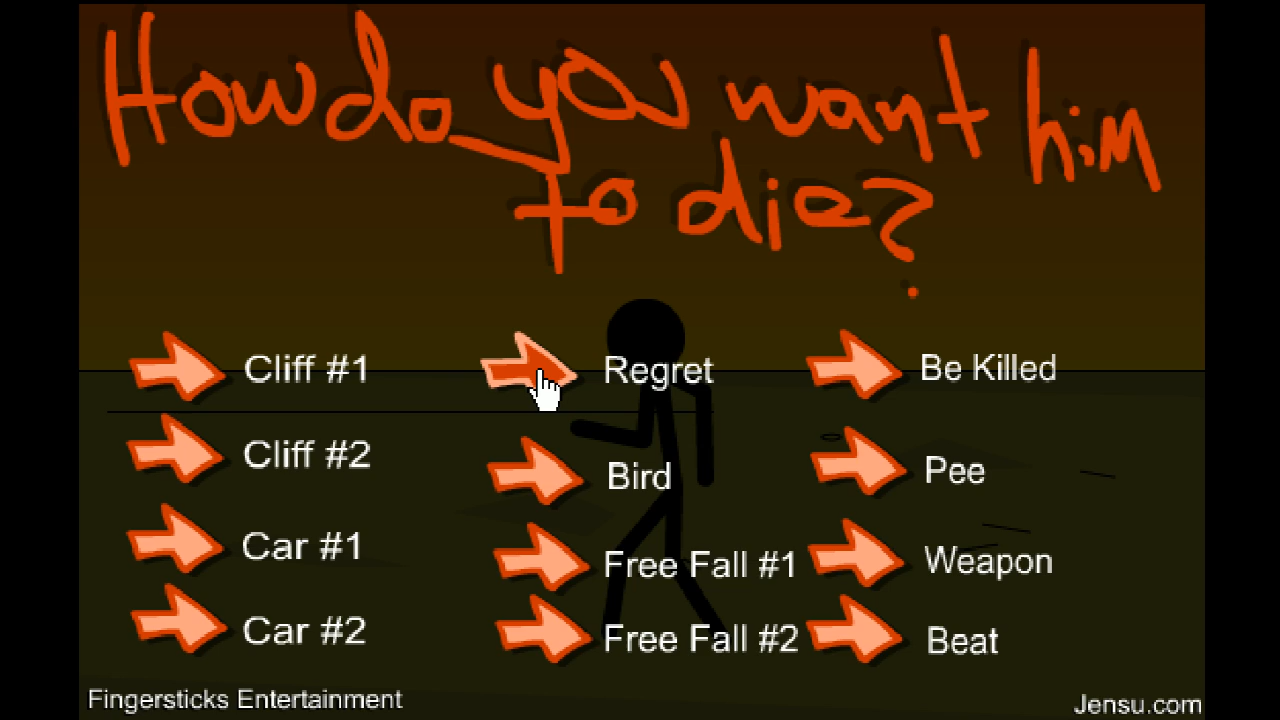 How do you want him
to die?
Cliff #1
Regret
Be Killed
Cliff #2
Bird
Pee
Car #1
Free Fall #1
Weapon
Car #2
Free Fall #2
Beat
Fingersticks Entertainment
Jensu.com